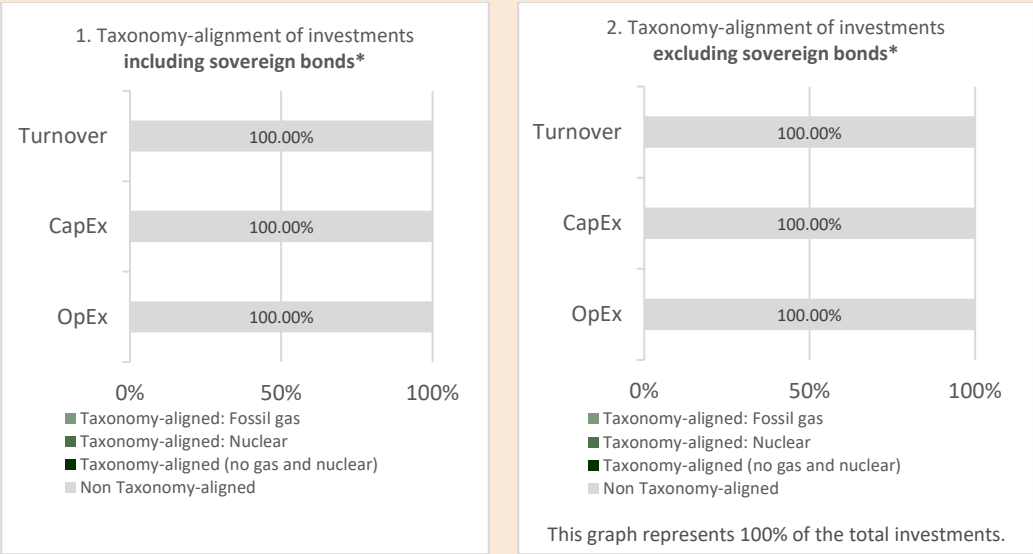 1. Taxonomy-alignment of investments
including sovereign bonds*
Turnover
100.00%
CapEx
100.00%
OpEx
100.00%
0% 50% 100%
Taxonomy-aligned: Fossil gas
Taxonomy-aligned: Nuclear
Taxonomy-aligned (no gas and nuclear)
Non Taxonomy-aligned
2. Taxonomy-alignment of investments
excluding sovereign bonds*
Turnover
100.00%
CapEx
100.00%
OpEx
100.00%
0% 50% 100%
Taxonomy-aligned: Fossil gas
Taxonomy-aligned: Nuclear
Taxonomy-aligned (no gas and nuclear)
Non Taxonomy-aligned
This graph represents 100% of the total investments.